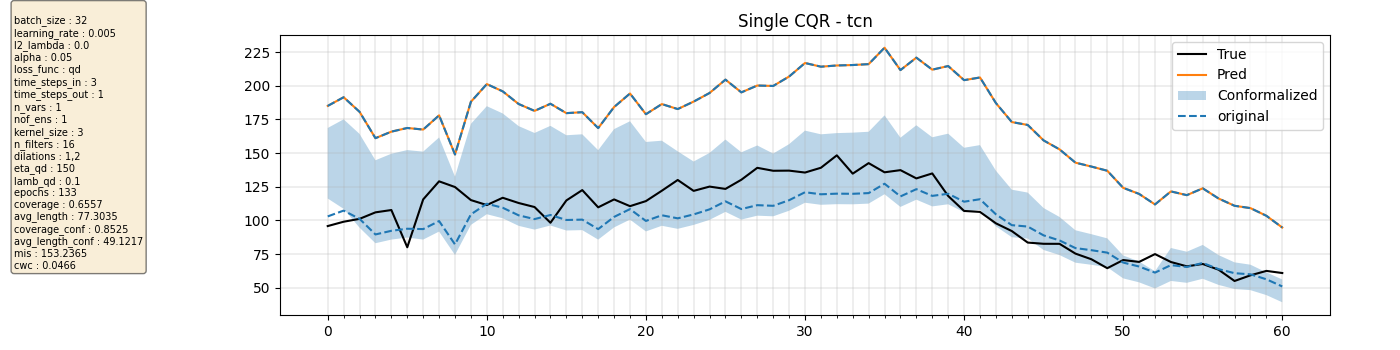 batch_size : 32
learning_rate : 0.005
l2_lambda : 0.0
alpha : 0.05
loss_func : qd
time_steps_in : 3
time_steps_out : 1
n_vars : 1
nof_ens : 1
kernel_size : 3
n_filters : 16
dilations : 1,2
eta_qd : 150
lamb_qd : 0.1
epochs : 133
coverage : 0.6557
avg_length : 77.3035
coverage_conf : 0.8525
avg_length_conf : 49.1217
mis : 153.2365
cwc : 0.0466
Single CQR - tcn
225
200
175
150
125
100
75
50
0 10 20 30 40 50 60
True
Pred
Conformalized
original